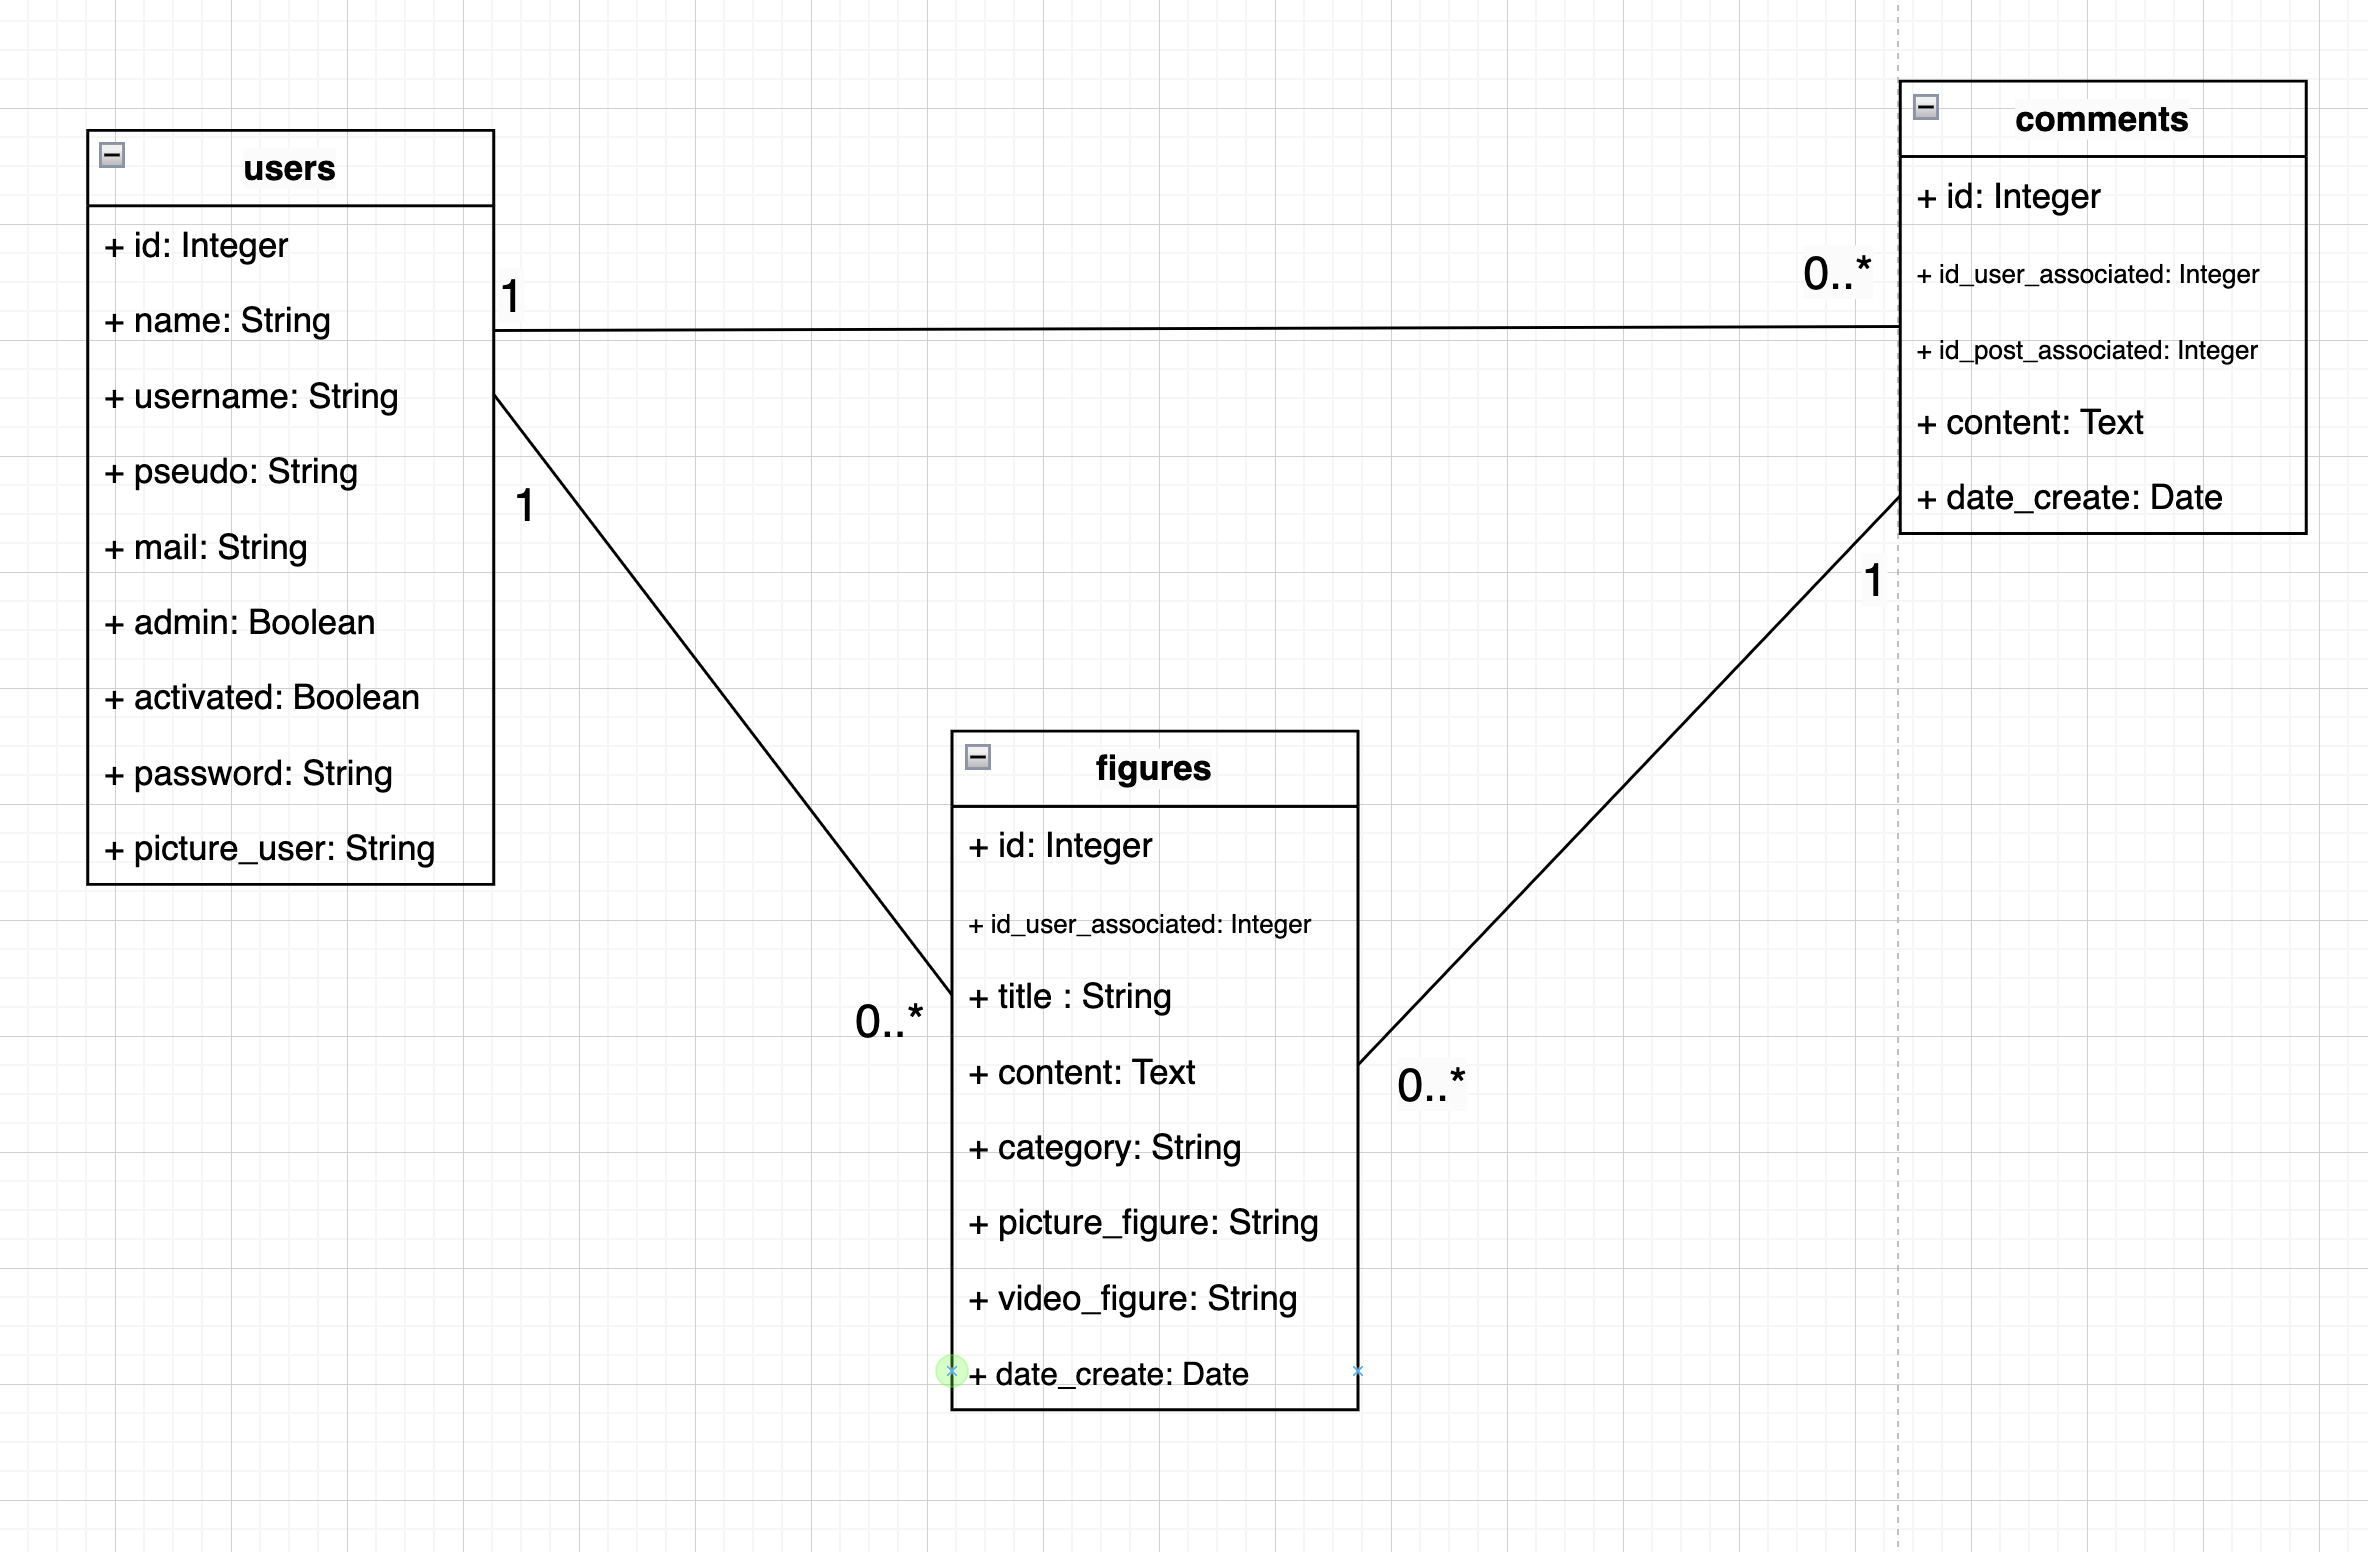 users
+ id: Integer
+ name: String
+ username: String
+ pseudo: String
+ mail: String
+ admin: Boolean
+ activated: Boolean
+ password: String
+ picture_user: String
1
1
0..*
comments
+ id: Integer
+ id_user_associated: Integer
+ id_post_associated: Integer
+ content: Text
+ date_create: Date
1
0..*
figures
+ id: Integer
+ id_user_associated: Integer
+ title : String
+ content: Text
+ category: String
+ picture_figure: String
+ video_figure: String
+ date_create: Date
0..*